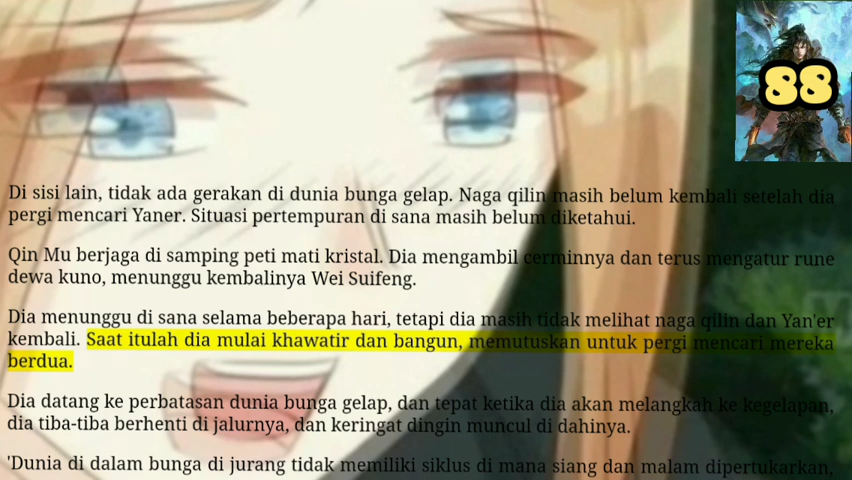 88
Di sisi lain, tidak ada gerakan di dunia bunga gelap. Naga qilin masih belum kembali setelah dia
pergi mencari Yaner. Situasi pertempuran di sana masih belum diketahui.
Qin Mu berjaga di samping peti mati kristal. Dia mengambil cerminnya dan terus mengatur rune
dewa kuno, menunggu kembalinya Wei Suifeng.
Dia menunggu di sana selama beberapa hari, tetapi dia masih tidak melihat naga qilin dan Yan'er
kembali. Saat itulah dia mulai khawatir dan bangun, memutuskan untuk pergi mencari mereka
berdua.
Dia datang ke perbatasan dunia bunga gelap, dan tepat ketika dia akan melangkah ke kegelapan,
dia tiba-tiba berhenti di jalurnya, dan keringat dingin muncul di dahinya.
'Dunia di dalam bunga di jurang tidak memiliki siklus di mana siang dan malam dipertukarkan,